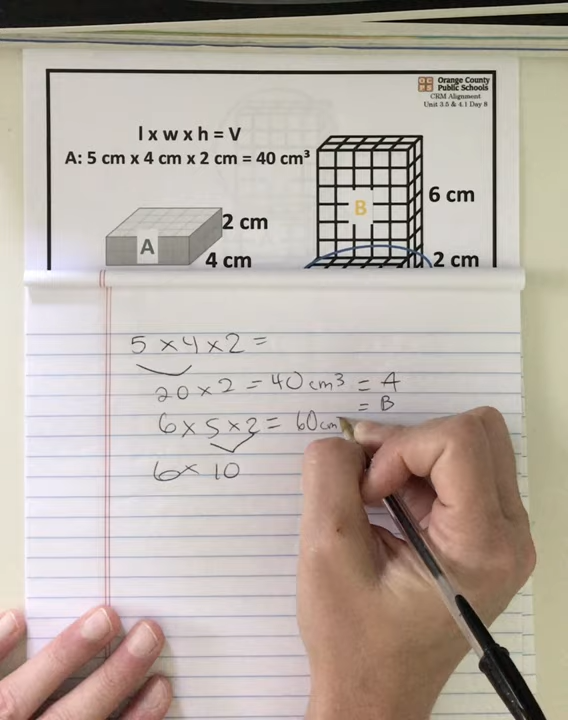 Orange County
Public Schools
CRM Alignment
Unit 3.5 & 4.1 Day 8
l x w x h = V
A: 5 cm x 4 cm x 2 cm = 40 cm³
B
6 cm
2 cm
A
2 cm
4 cm
5 × 4 × 2 =
20 × 2 = 40 cm³ = A
= B
6 × 5 × 2 = 60 cm
6 × 10